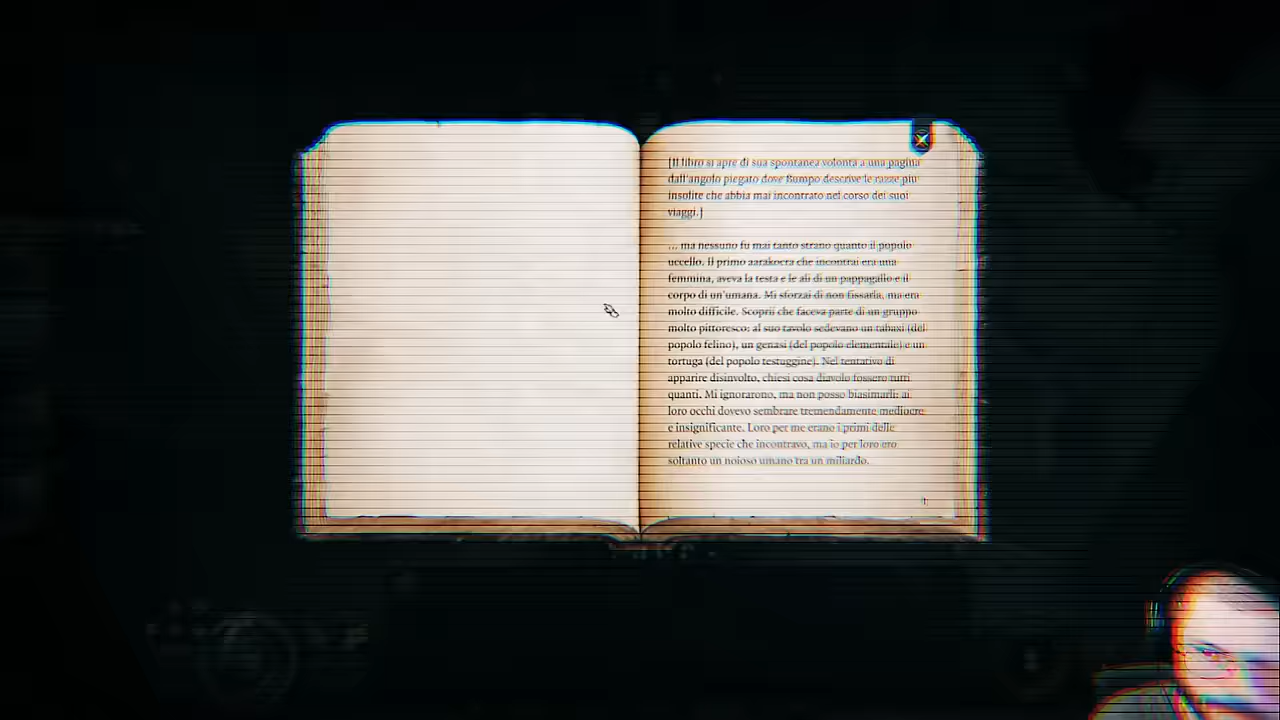 [Il libro si apre di sua spontanea volontà a una pagina
dall'angolo piegato dove Bumpo descrive le razze più
insolite che abbia mai incontrato nel corso dei suoi
viaggi.]
... ma nessuno fu mai tanto strano quanto il popolo
uccello. Il primo aarakocra che incontrai era una
femmina, aveva la testa e le ali di un pappagallo e il
corpo di un'umana. Mi sforzai di non fissarla, ma era
molto difficile. Scoprii che faceva parte di un gruppo
molto pittoresco: al suo tavolo sedevano un tabaxi (del
popolo felino), un genasi (del popolo elementale) e un
tortuga (del popolo testuggine). Nel tentativo di
apparire disinvolto, chiesi cosa diavolo fossero tutti
quanti. Mi ignorarono, ma non posso biasimarli: ai
loro occhi dovevo sembrare tremendamente mediocre
e insignificante. Loro per me erano i primi delle
relative specie che incontravo, ma io per loro ero
soltanto un noioso umano tra un miliardo.
1